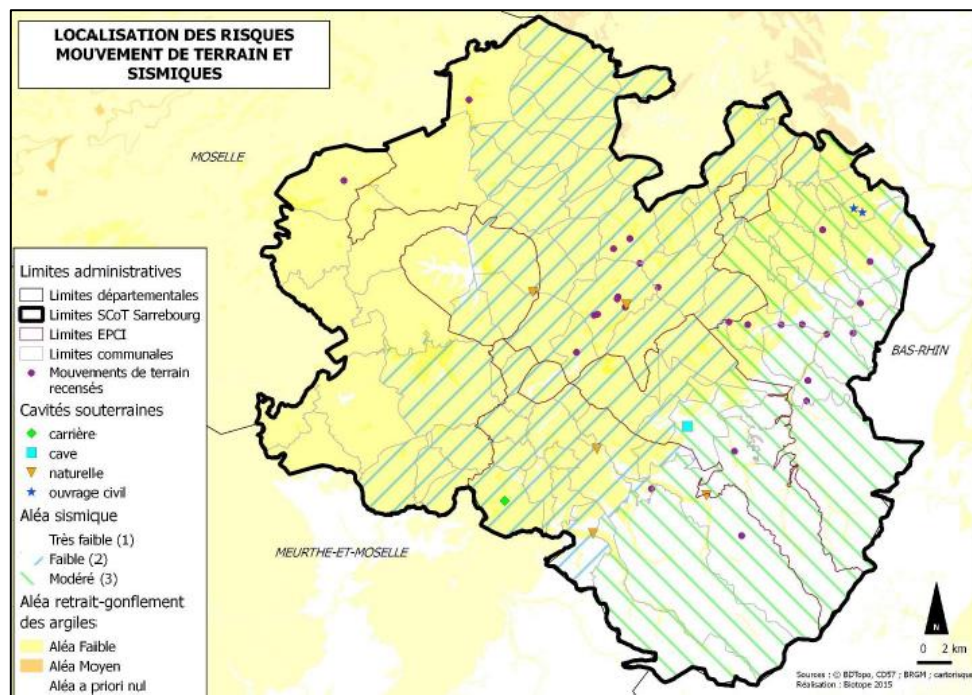 LOCALISATION DES RISQUES
MOUVEMENT DE TERRAIN ET
SISMIQUES
MOSELLE
BAS-RHIN
MEURTHE-ET-MOSELLE
Limites administratives
Limites départementales
Limites SCoT Sarrebourg
Limites EPCI
Limites communales
Mouvements de terrain
recensés
Cavités souterraines
carrière
cave
naturelle
ouvrage civil
Aléa sismique
Très faible (1)
Faible (2)
Modéré (3)
Aléa retrait-gonflement
des argiles
Aléa Faible
Aléa Moyen
Aléa a priori nul
N
0 2 km
Sources : © BDTopo, CD57 ; BRGM ; cartorisque
Réalisation : Biotope 2015